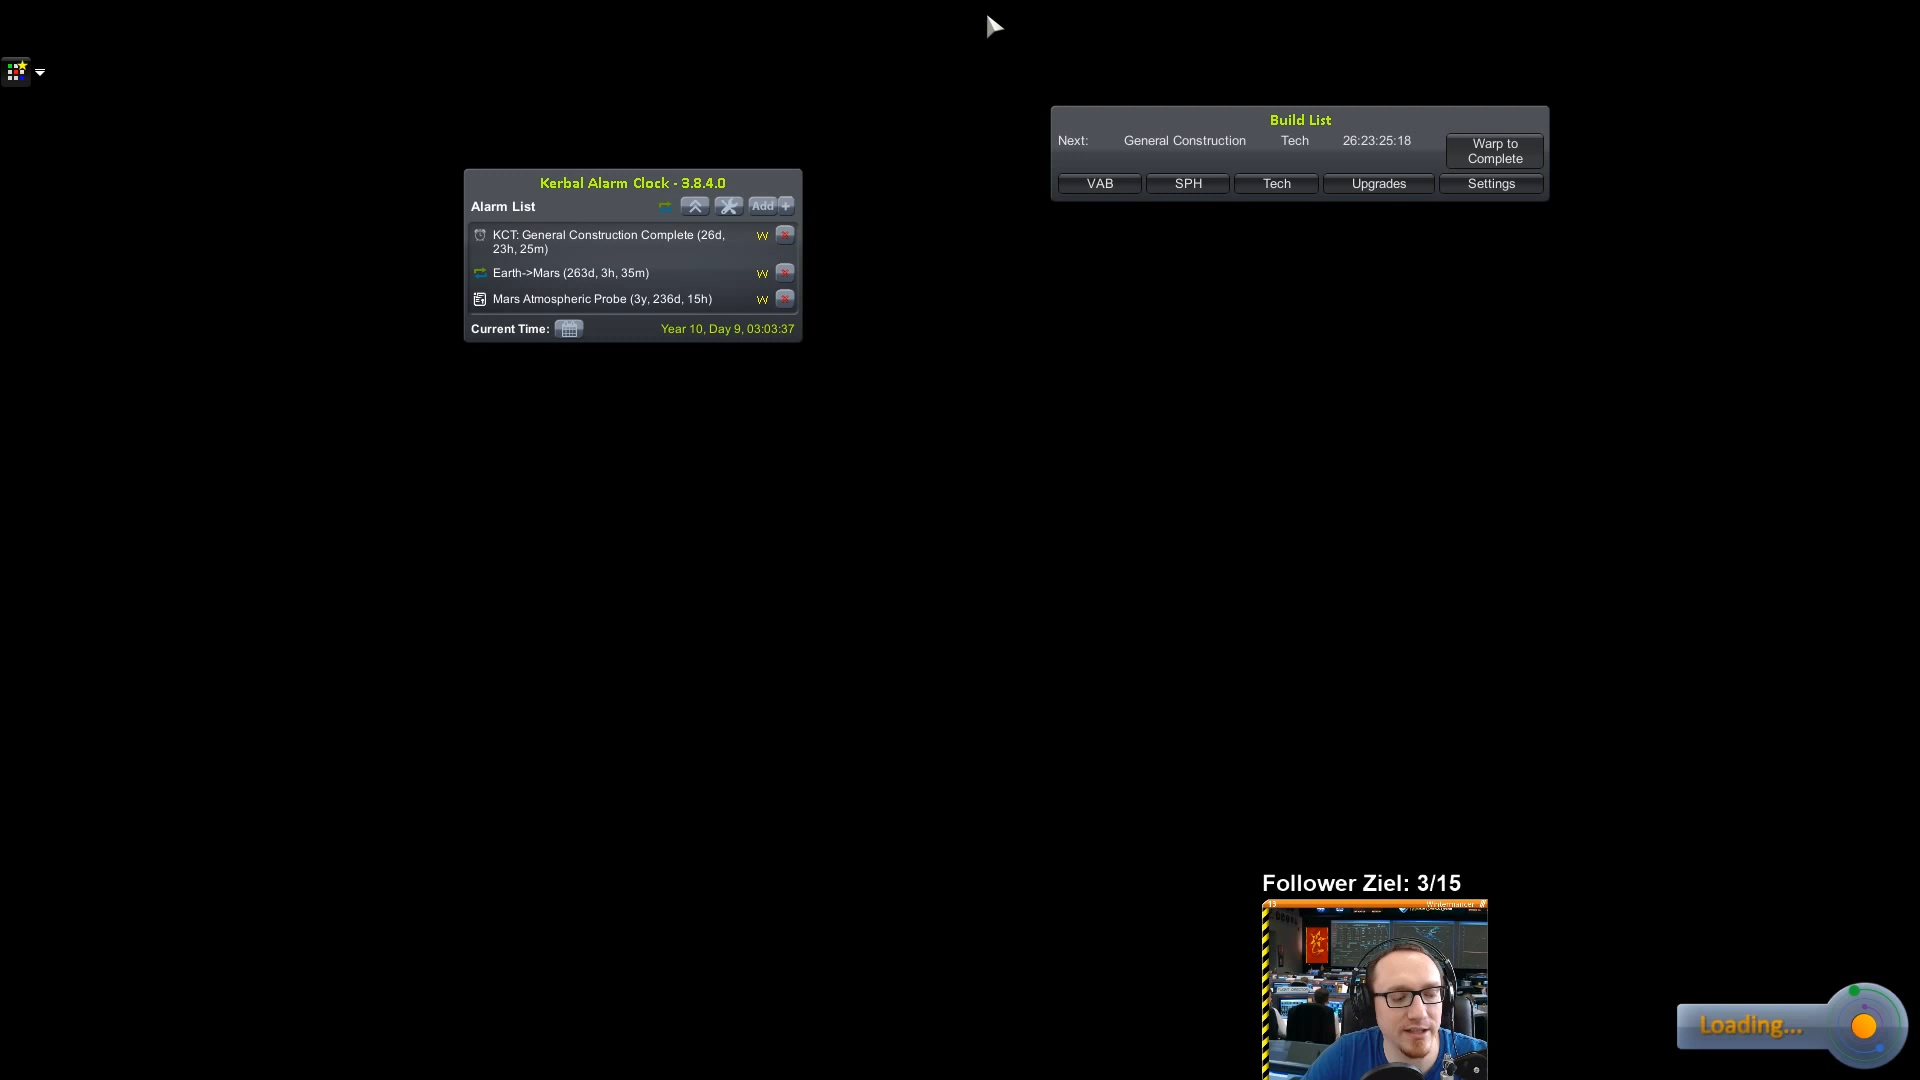 Build List
Next: General Construction Tech 26:23:25:18
Warp to
Complete
VAB SPH Tech Upgrades Settings
Kerbal Alarm Clock - 3.8.4.0
Alarm List Add +
KCT: General Construction Complete (26d,
23h, 25m) W
Earth->Mars (263d, 3h, 35m) W
Mars Atmospheric Probe (3y, 236d, 15h) W
Current Time: Year 10, Day 9, 03:03:37
Follower Ziel: 3/15
Loading...